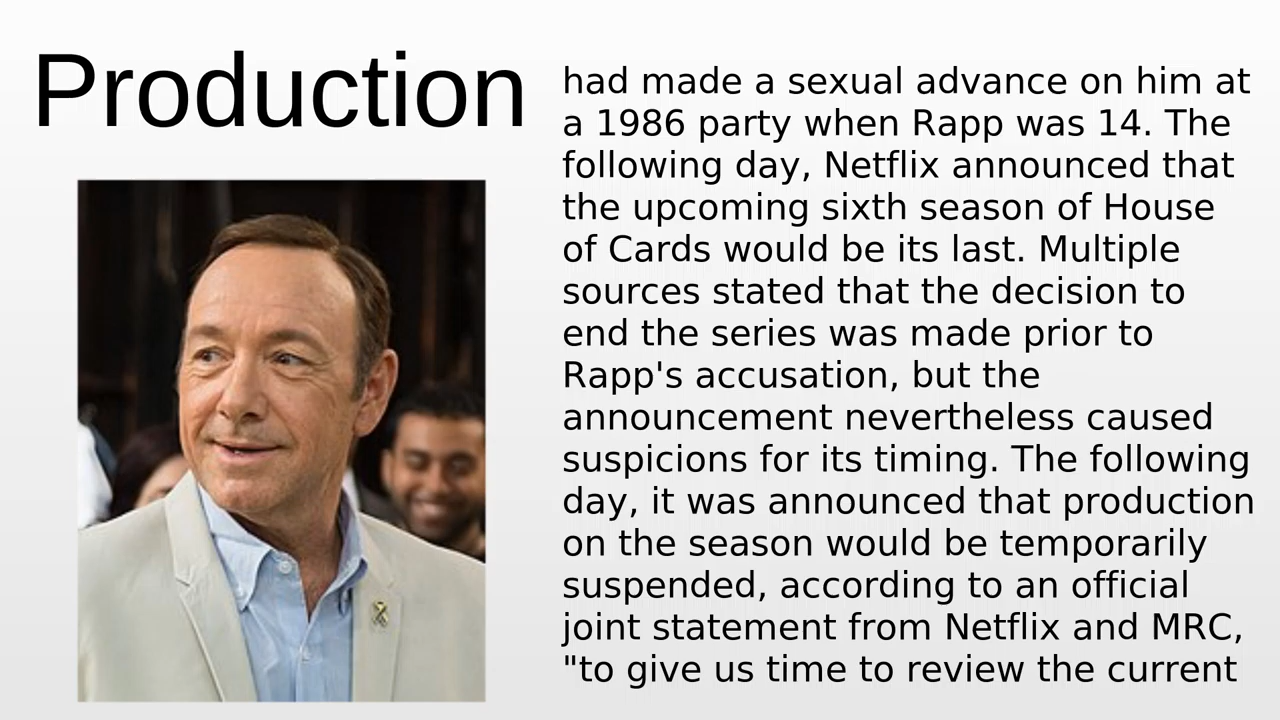 Production
had made a sexual advance on him at
a 1986 party when Rapp was 14. The
following day, Netflix announced that
the upcoming sixth season of House
of Cards would be its last. Multiple
sources stated that the decision to
end the series was made prior to
Rapp's accusation, but the
announcement nevertheless caused
suspicions for its timing. The following
day, it was announced that production
on the season would be temporarily
suspended, according to an official
joint statement from Netflix and MRC,
"to give us time to review the current